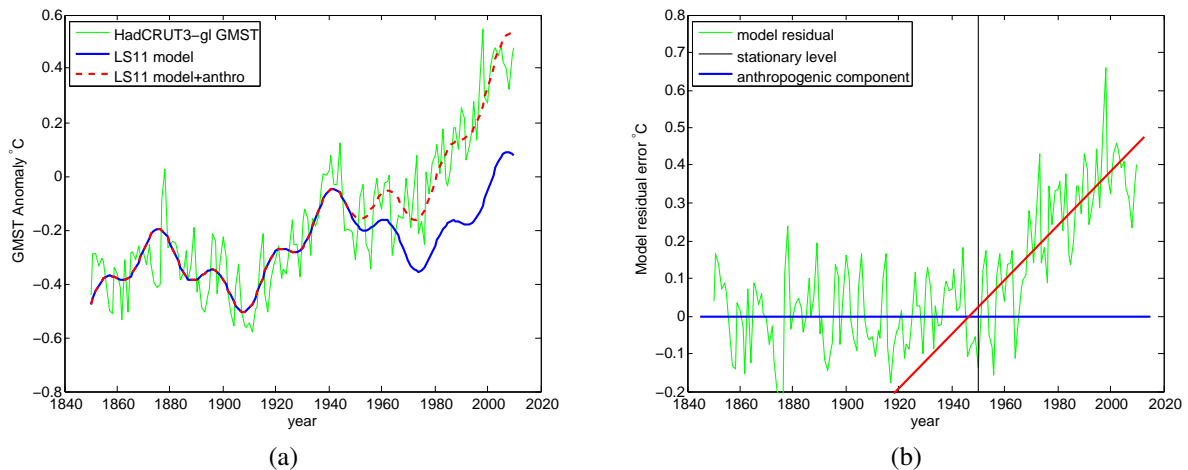 HadCRUT3−gl GMST
LS11 model
LS11 model+anthro
GMST Anomaly °C
0.6
0.4
0.2
0
−0.2
−0.4
−0.6
−0.8
1840 1860 1880 1900 1920 1940 1960 1980 2000 2020
year
(a)
model residual
stationary level
anthropogenic component
Model residual error °C
0.8
0.7
0.6
0.5
0.4
0.3
0.2
0.1
0
−0.1
−0.2
1840 1860 1880 1900 1920 1940 1960 1980 2000 2020
year
(b)